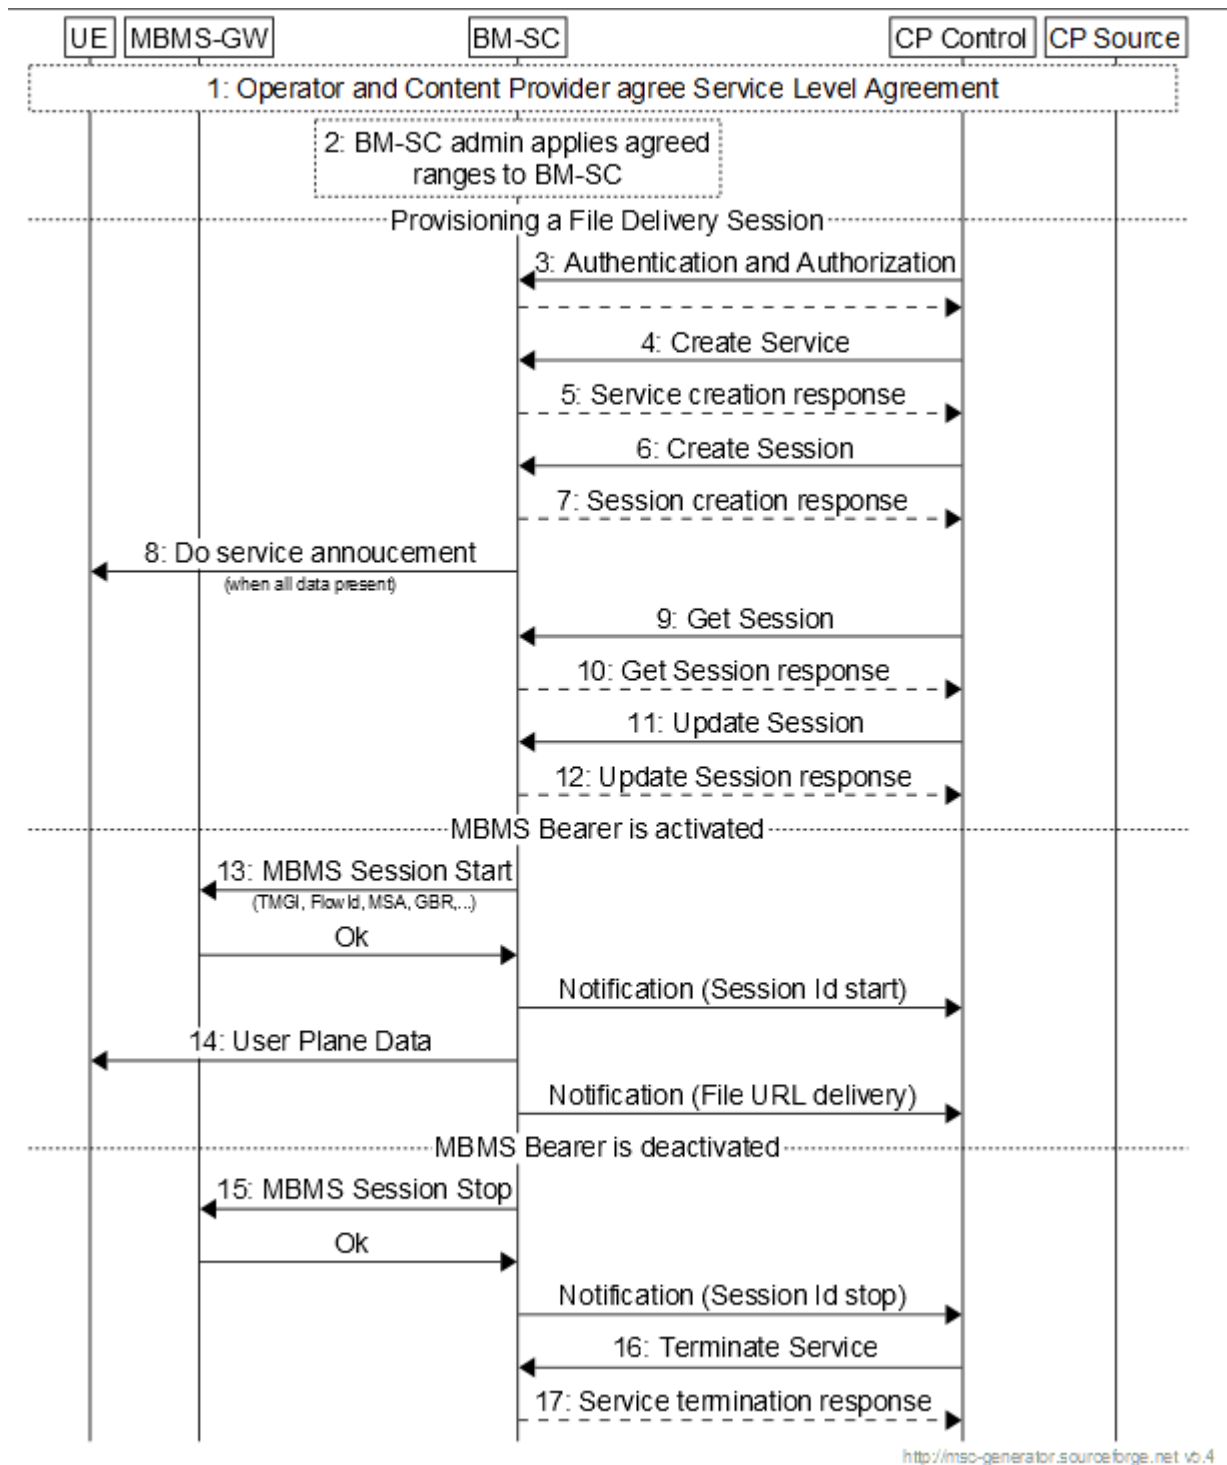 UE MBMS-GW BM-SC CP Control CP Source
1: Operator and Content Provider agree Service Level Agreement
2: BM-SC admin applies agreed
ranges to BM-SC
Provisioning a File Delivery Session
3: Authentication and Authorization
4: Create Service
5: Service creation response
6: Create Session
7: Session creation response
8: Do service annoucement
(when all data present)
9: Get Session
10: Get Session response
11: Update Session
12: Update Session response
MBMS Bearer is activated
13: MBMS Session Start
(TMGI, FlowId, MSA, GBR,...)
Ok
Notification (Session Id start)
14: User Plane Data
Notification (File URL delivery)
MBMS Bearer is deactivated
15: MBMS Session Stop
Ok
Notification (Session Id stop)
16: Terminate Service
17: Service termination response
http://msc-generator.sourceforge.net v5.4